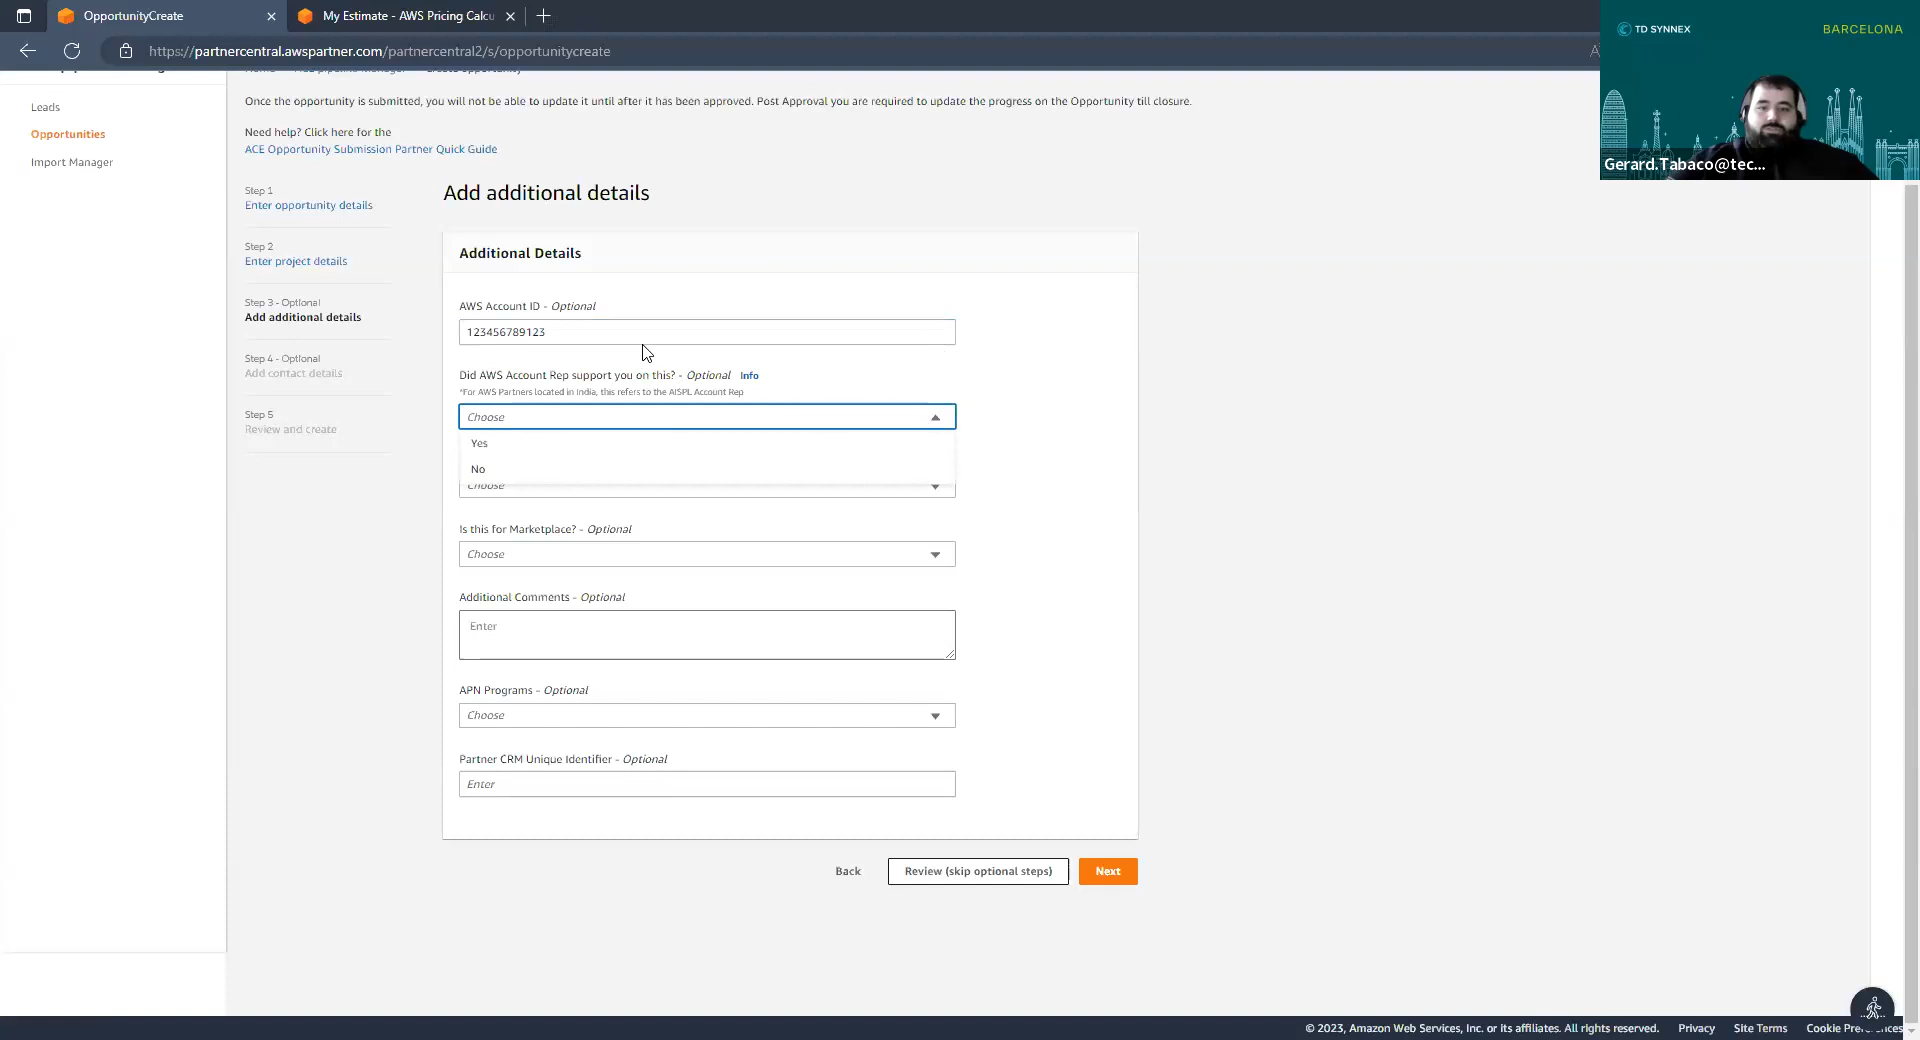 OpportunityCreate
My Estimate - AWS Pricing Calcu
https://partnercentral.awspartner.com/partnercentral2/s/opportunitycreate
TD SYNNEX
BARCELONA
Gerard.Tabaco@tec...
Leads
Opportunities
Import Manager
Once the opportunity is submitted, you will not be able to update it until after it has been approved. Post Approval you are required to update the progress on the Opportunity till closure.
Need help? Click here for the
ACE Opportunity Submission Partner Quick Guide
Step 1
Enter opportunity details
Step 2
Enter project details
Step 3 - Optional
Add additional details
Step 4 - Optional
Add contact details
Step 5
Review and create
Add additional details
Additional Details
AWS Account ID - Optional
123456789123
Did AWS Account Rep support you on this? - Optional Info
*For AWS Partners located in India, this refers to the AISPL Account Rep
Choose
Yes
No
Choose
Is this for Marketplace? - Optional
Choose
Additional Comments - Optional
Enter
APN Programs - Optional
Choose
Partner CRM Unique Identifier - Optional
Enter
Back
Review (skip optional steps)
Next
© 2023, Amazon Web Services, Inc. or its affiliates. All rights reserved.
Privacy
Site Terms
Cookie Pre